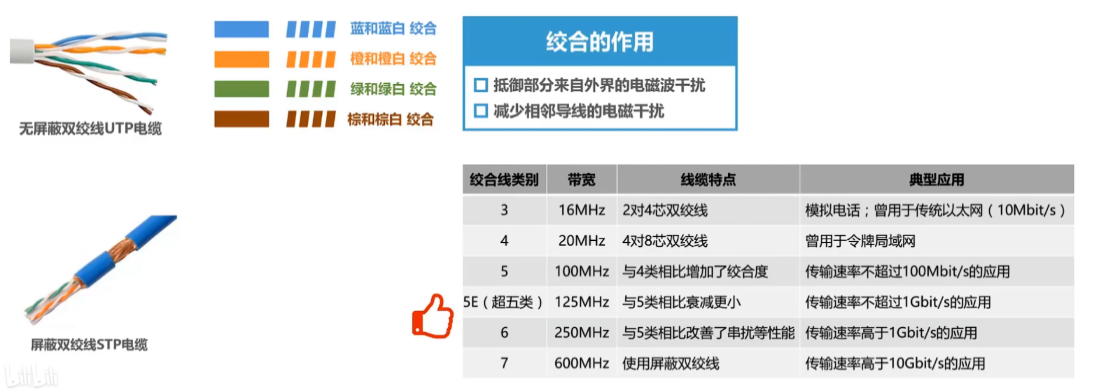 蓝和蓝白 绞合
橙和橙白 绞合
绿和绿白 绞合
棕和棕白 绞合
无屏蔽双绞线UTP电缆
绞合的作用
抵御部分来自外界的电磁波干扰
减少相邻导线的电磁干扰
屏蔽双绞线STP电缆
绞合线类别 带宽 线缆特点 典型应用
3 16MHz 2对4芯双绞线 模拟电话；曾用于传统以太网（10Mbit/s）
4 20MHz 4对8芯双绞线 曾用于令牌局域网
5 100MHz 与4类相比增加了绞合度 传输速率不超过100Mbit/s的应用
5E（超五类） 125MHz 与5类相比衰减更小 传输速率不超过1Gbit/s的应用
6 250MHz 与5类相比改善了串扰等性能 传输速率高于1Gbit/s的应用
7 600MHz 使用屏蔽双绞线 传输速率高于10Gbit/s的应用
bilibili